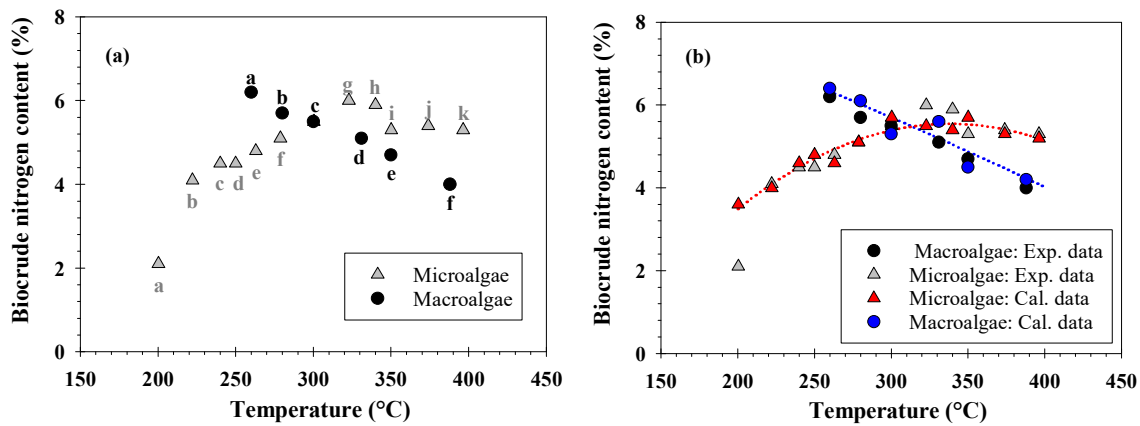 (a)
Biocrude nitrogen content (%)
8
6
4
2
0
a
b
c
d
e
f
g
h
i
j
k
a
b
c
d
e
f
Microalgae
Macroalgae
150 200 250 300 350 400 450
Temperature (°C)
(b)
Biocrude nitrogen content (%)
8
6
4
2
0
Macroalgae: Exp. data
Microalgae: Exp. data
Microalgae: Cal. data
Macroalgae: Cal. data
150 200 250 300 350 400 450
Temperature (°C)